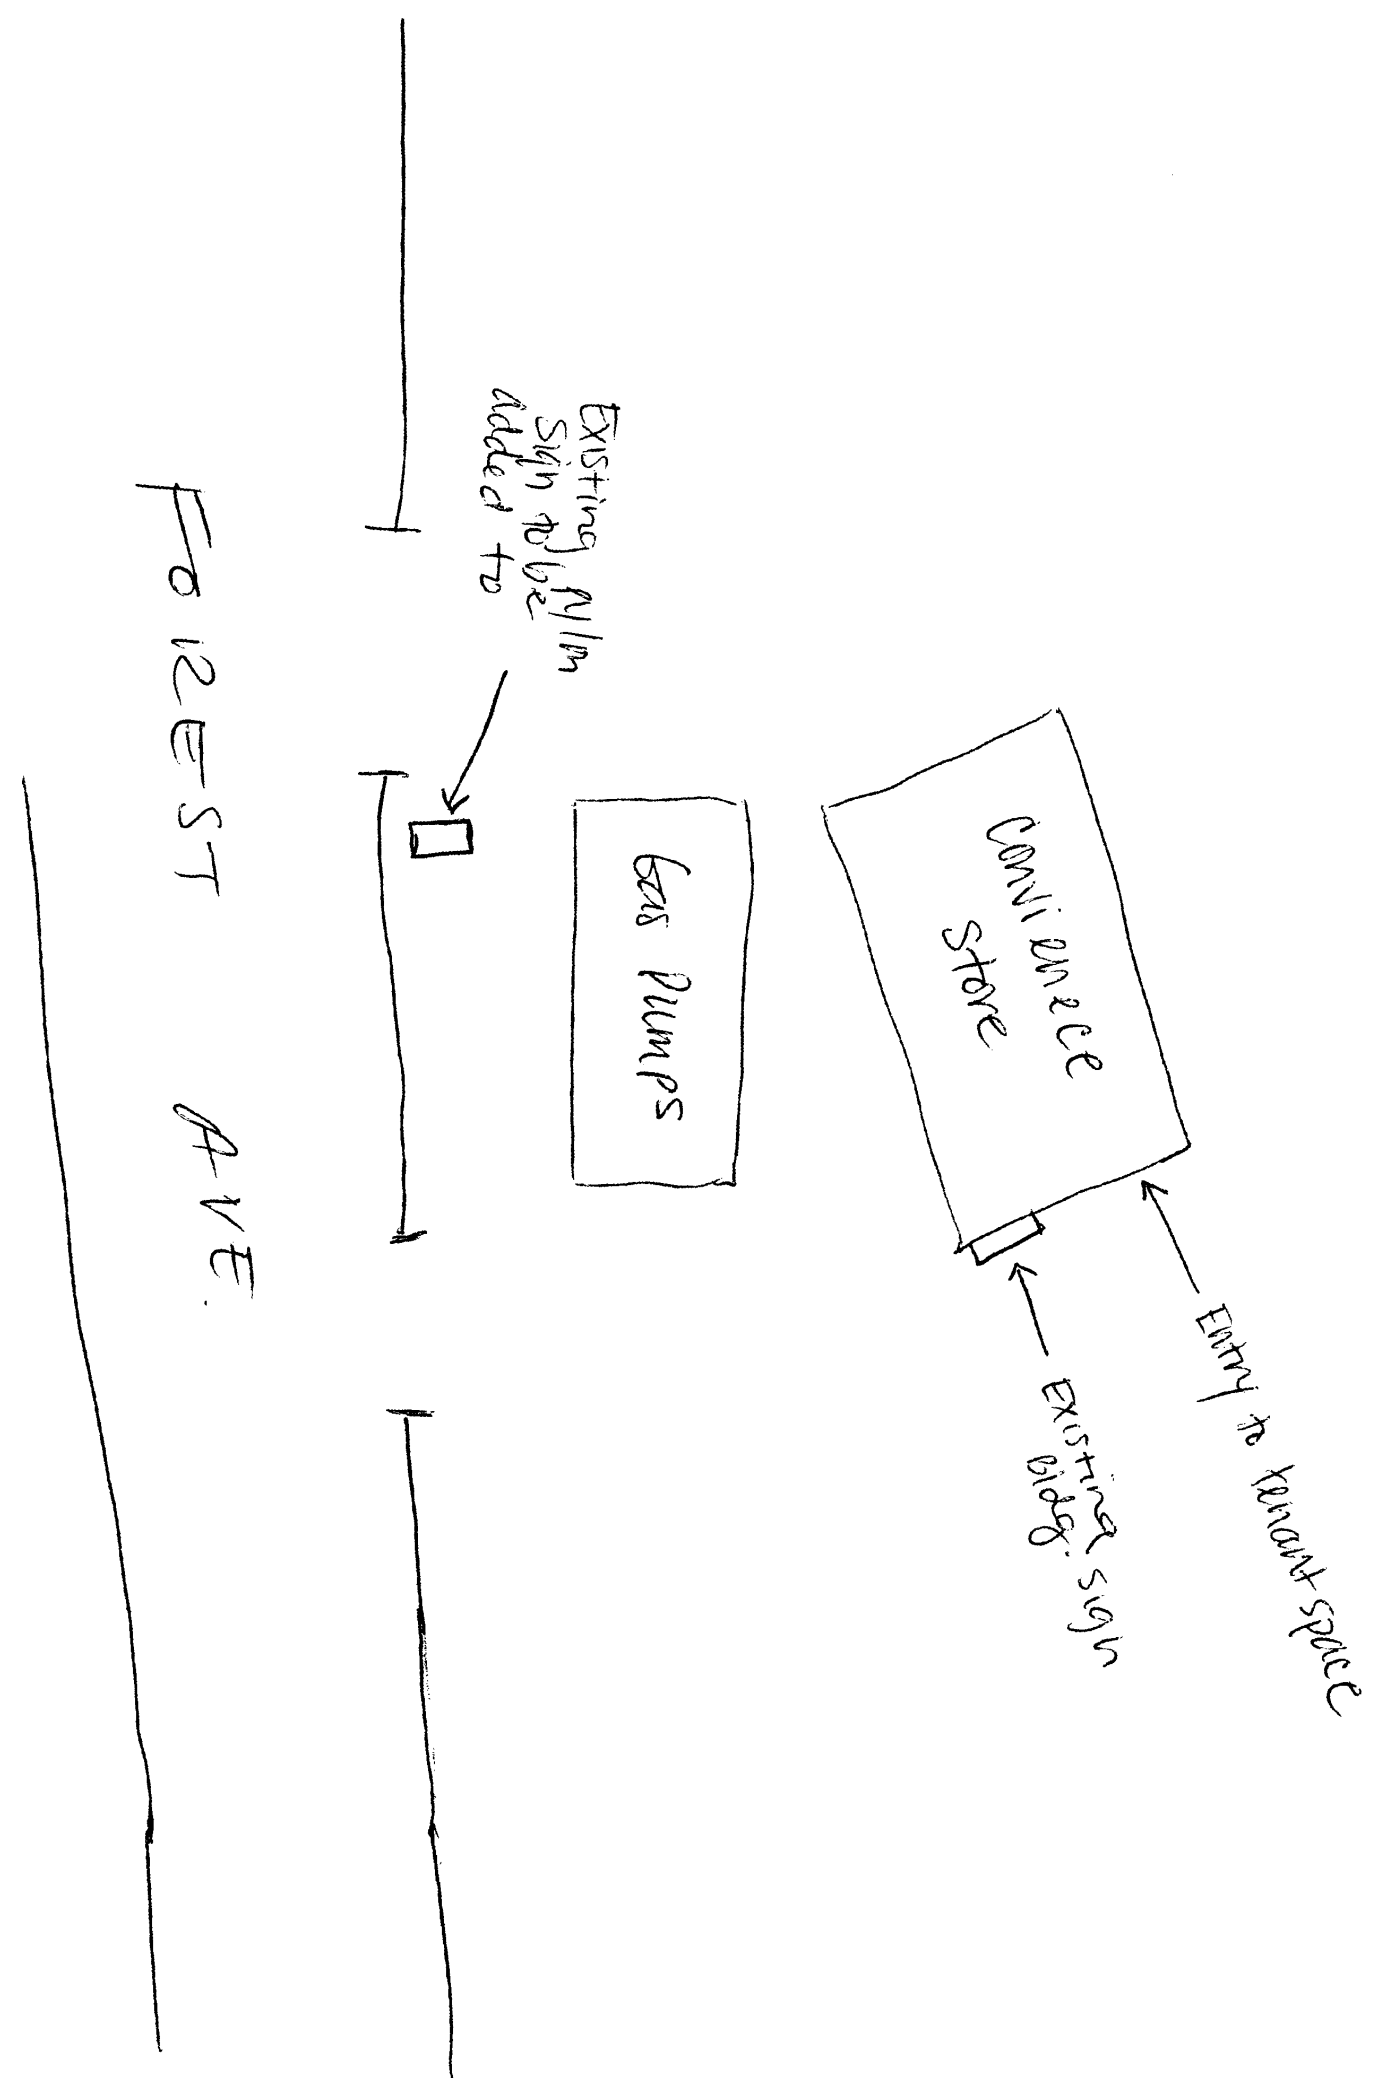 Convienece
Store
Entry to tenant space
Existing sign
Bldg.
Gas Pumps
Existing Pylm
sign to be
added to
FOREST AVE.